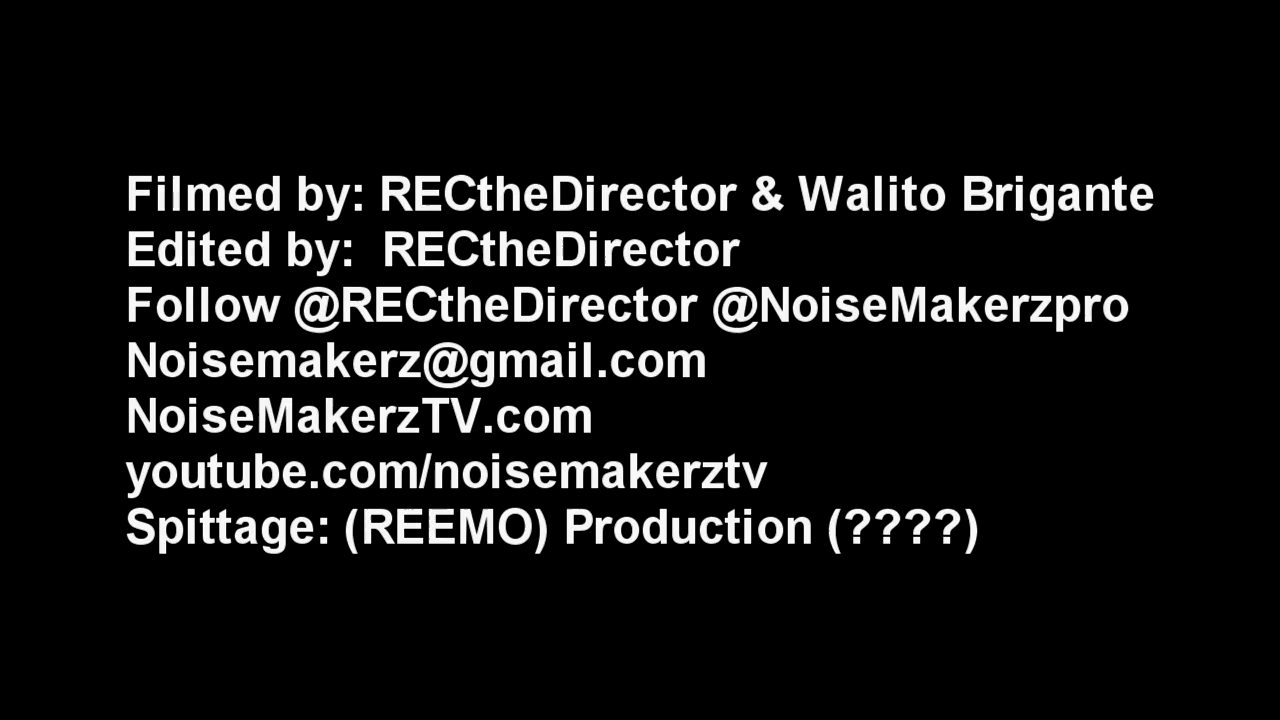 Filmed by: RECtheDirector & Walito Brigante
Edited by:  RECtheDirector
Follow @RECtheDirector @NoiseMakerzpro
Noisemakerz@gmail.com
NoiseMakerzTV.com
youtube.com/noisemakerztv
Spittage: (REEMO) Production (????)